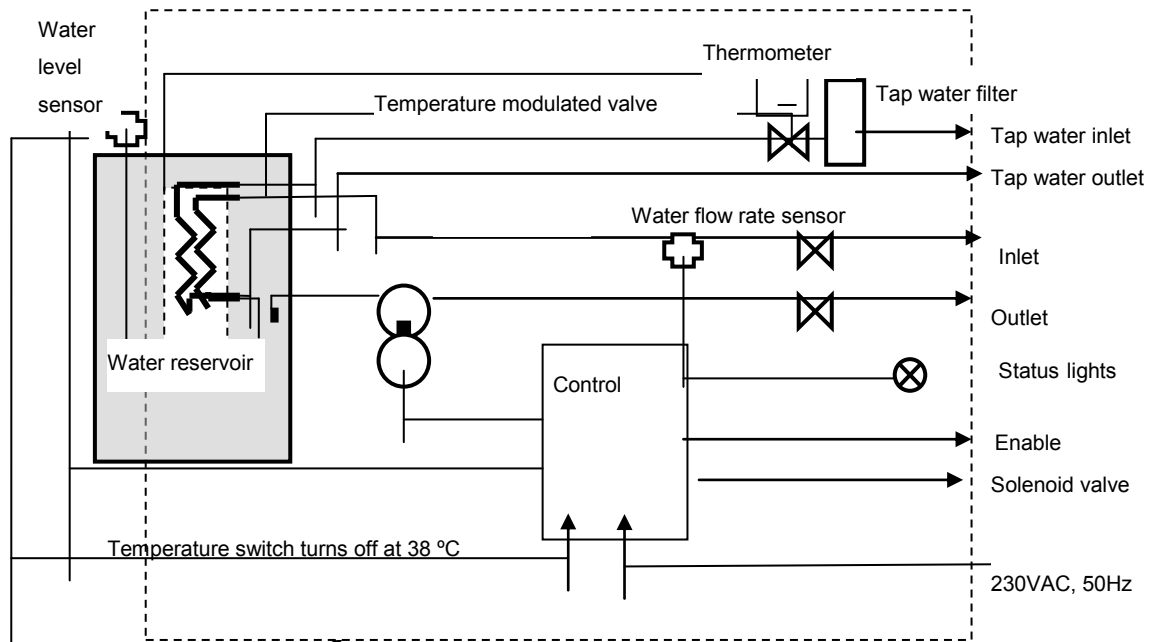 Water
level
sensor
Thermometer
Temperature modulated valve
Tap water filter
Tap water inlet
Tap water outlet
Water flow rate sensor
Inlet
Outlet
Water reservoir
Control
Status lights
Enable
Solenoid valve
Temperature switch turns off at 38 ºC
230VAC, 50Hz